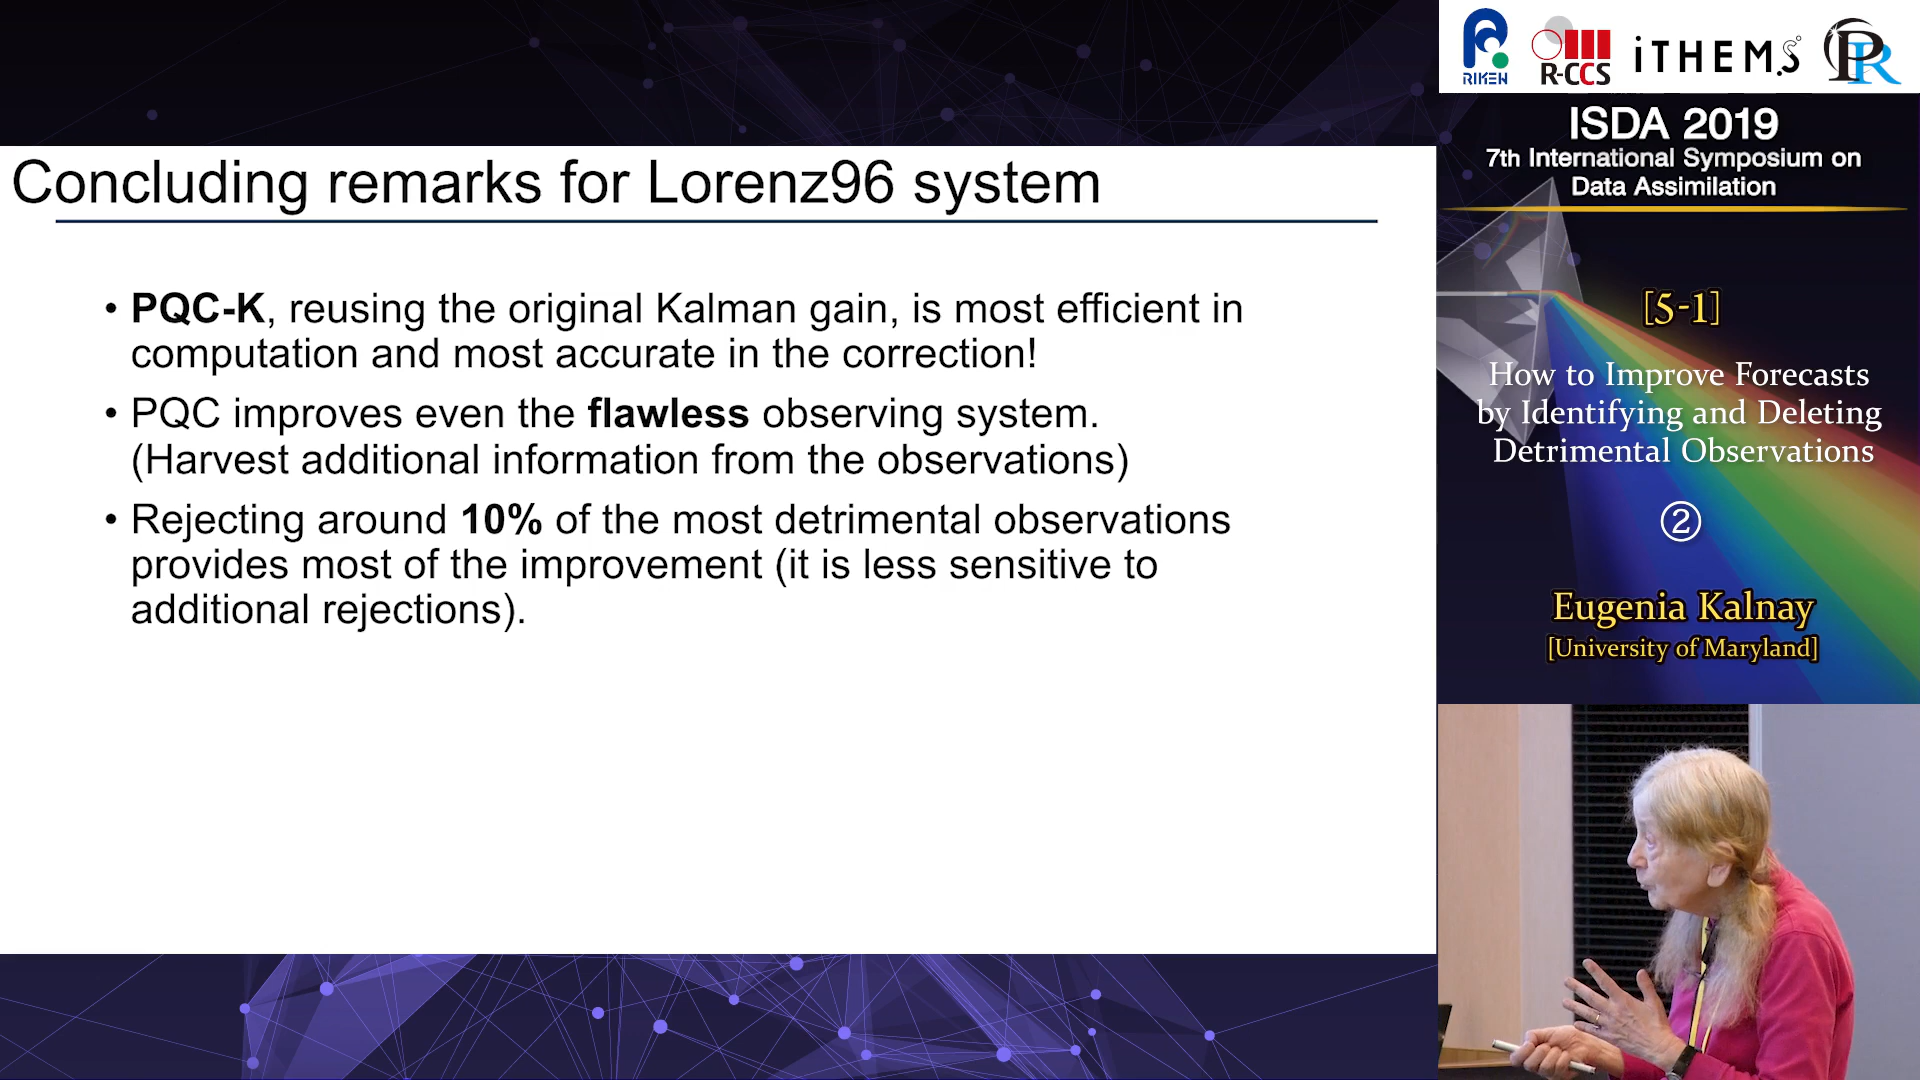 Concluding remarks for Lorenz96 system
• PQC-K, reusing the original Kalman gain, is most efficient in
computation and most accurate in the correction!
• PQC improves even the flawless observing system.
(Harvest additional information from the observations)
• Rejecting around 10% of the most detrimental observations
provides most of the improvement (it is less sensitive to
additional rejections).
RIKEN
R-CCS
iTHEMS
PR
ISDA 2019
7th International Symposium on
Data Assimilation
[5-1]
How to Improve Forecasts
by Identifying and Deleting
Detrimental Observations
②
Eugenia Kalnay
[University of Maryland]